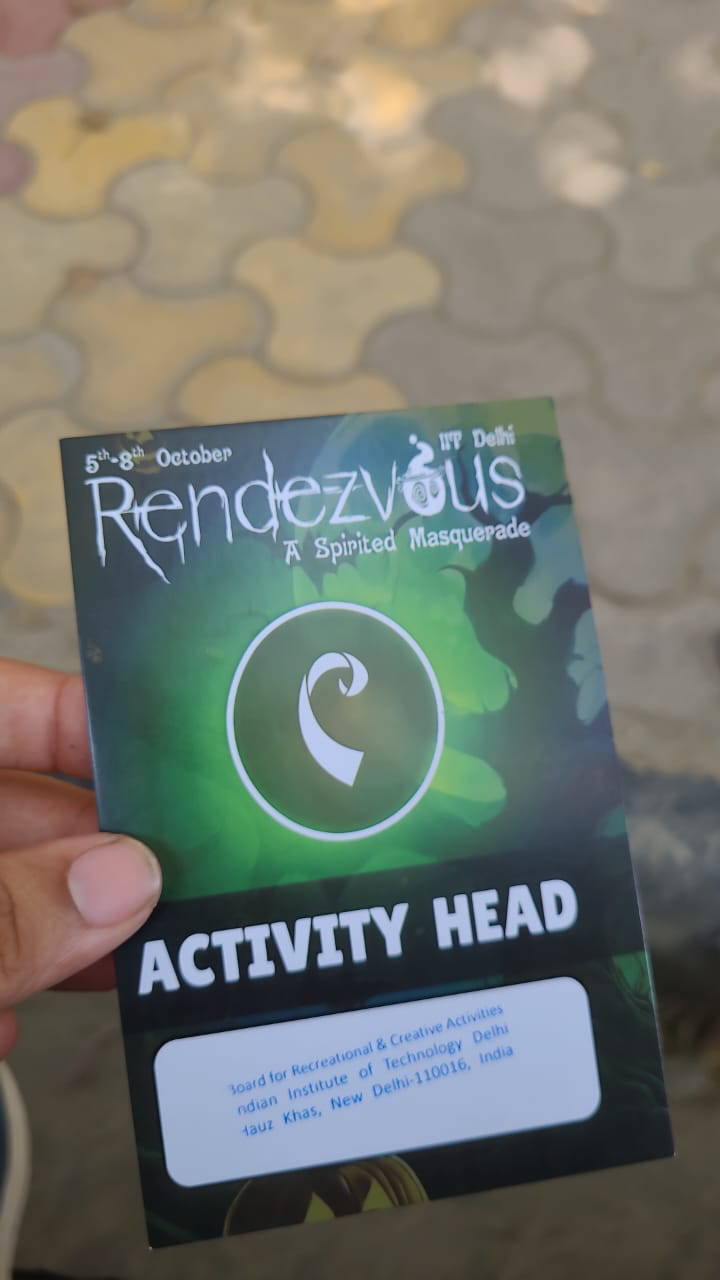 5th-8th October
IIT Delhi
Rendezvous
A Spirited Masquerade
ACTIVITY HEAD
Board for Recreational & Creative Activities
Indian Institute of Technology Delhi
Hauz Khas, New Delhi-110016, India